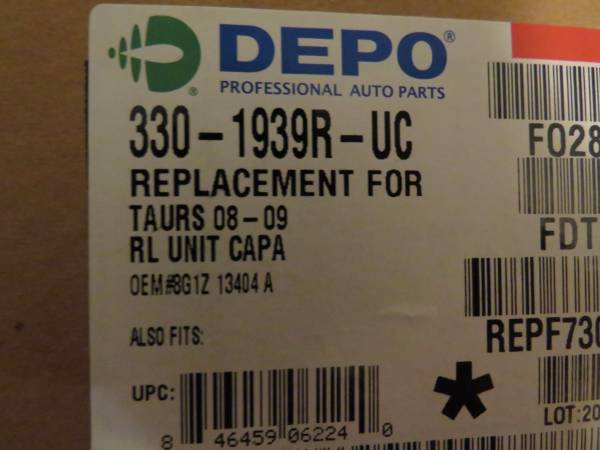 DEPO®
PROFESSIONAL AUTO PARTS
®
330-1939R-UC
REPLACEMENT FOR
TAURS 08-09
RL UNIT CAPA
OEM#8G1Z 13404 A
ALSO FITS:
UPC:
8 46459 06224 0
FO28
FDT
REPF730
*
LOT:20